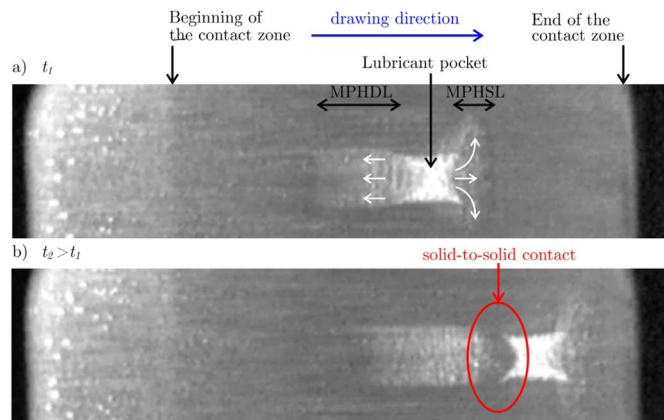 Beginning of
the contact zone
drawing direction
End of the
contact zone
a) t1
Lubricant pocket
MPHDL
MPHSL
b) t2>t1
solid-to-solid contact